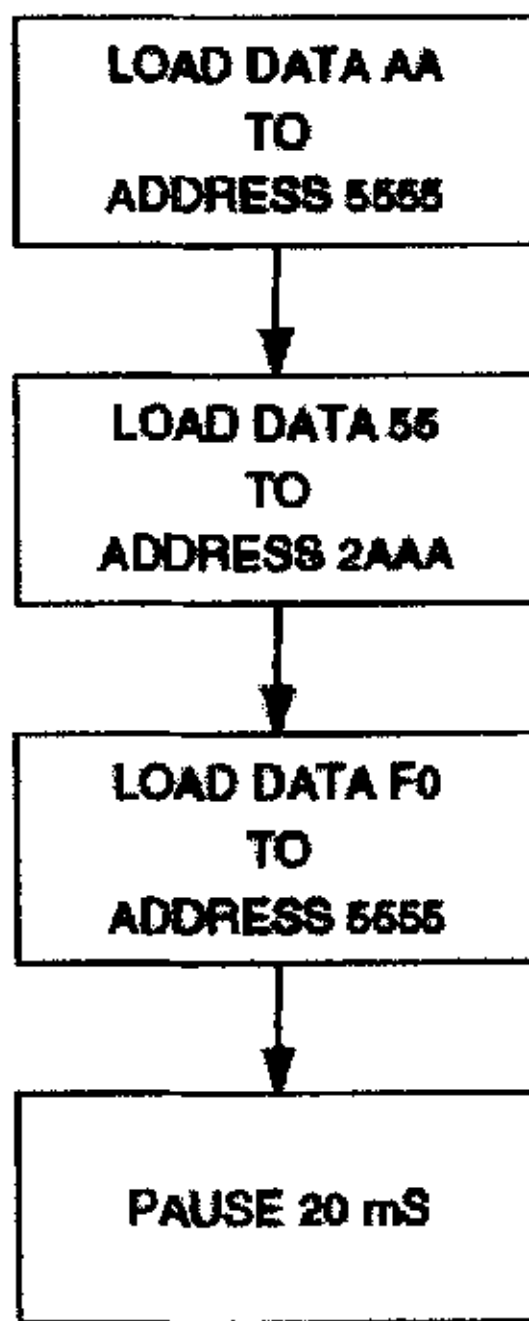 LOAD DATA AA
TO
ADDRESS 5555
LOAD DATA 55
TO
ADDRESS 2AAA
LOAD DATA F0
TO
ADDRESS 5555
PAUSE 20 mS